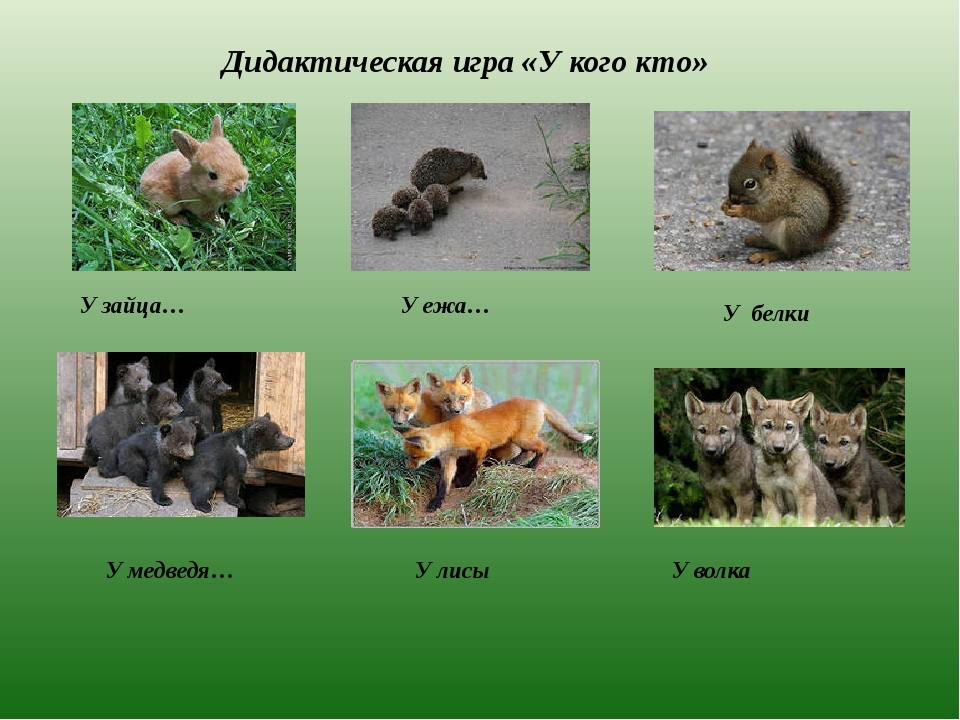 Дидактическая игра «У кого кто»
У зайца…
У ежа…
У белки
У медведя…
У лисы
У волка